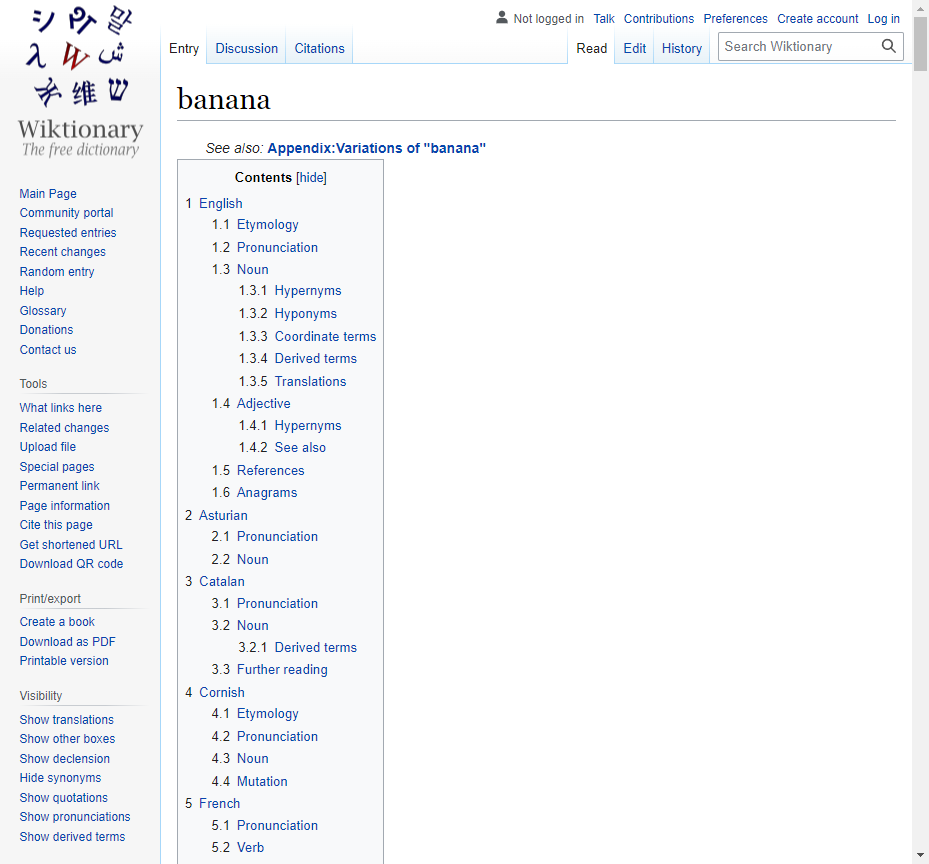 Not logged in Talk Contributions Preferences Create account Log in
Entry Discussion Citations Read Edit History Search Wiktionary
シ 말
λ W ش
维 ש
Wiktionary
The free dictionary
Main Page
Community portal
Requested entries
Recent changes
Random entry
Help
Glossary
Donations
Contact us
Tools
What links here
Related changes
Upload file
Special pages
Permanent link
Page information
Cite this page
Get shortened URL
Download QR code
Print/export
Create a book
Download as PDF
Printable version
Visibility
Show translations
Show other boxes
Show declension
Hide synonyms
Show quotations
Show pronunciations
Show derived terms
banana
See also: Appendix:Variations of "banana"
Contents [hide]
1 English
1.1 Etymology
1.2 Pronunciation
1.3 Noun
1.3.1 Hypernyms
1.3.2 Hyponyms
1.3.3 Coordinate terms
1.3.4 Derived terms
1.3.5 Translations
1.4 Adjective
1.4.1 Hypernyms
1.4.2 See also
1.5 References
1.6 Anagrams
2 Asturian
2.1 Pronunciation
2.2 Noun
3 Catalan
3.1 Pronunciation
3.2 Noun
3.2.1 Derived terms
3.3 Further reading
4 Cornish
4.1 Etymology
4.2 Pronunciation
4.3 Noun
4.4 Mutation
5 French
5.1 Pronunciation
5.2 Verb